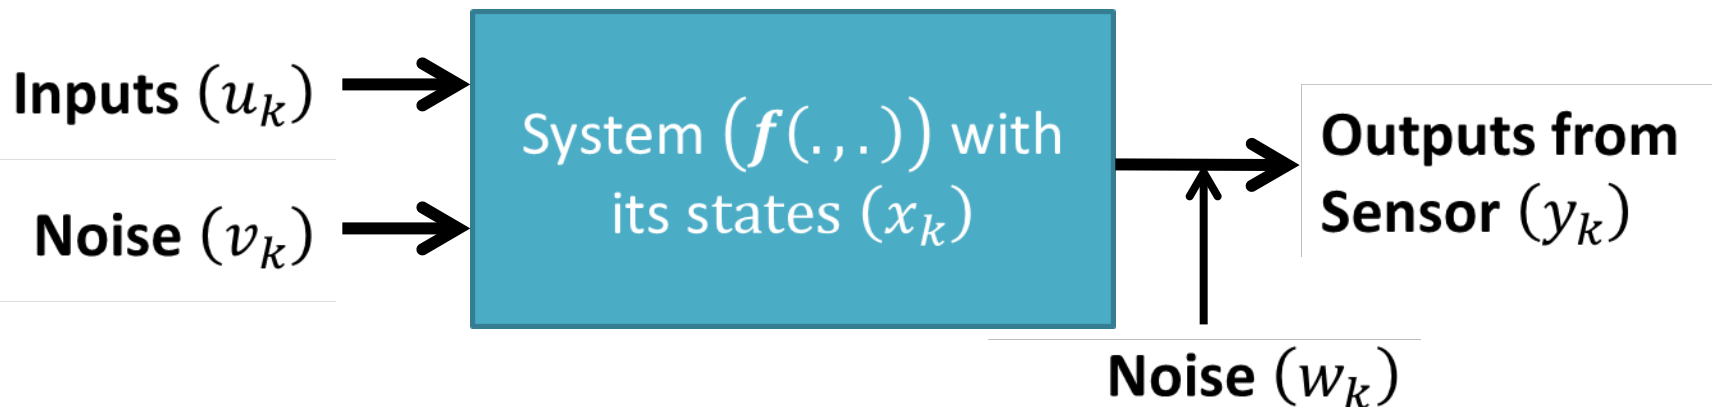 Inputs (u_k)
Noise (v_k)
System (f(.,.)) with
its states (x_k)
Outputs from
Sensor (y_k)
Noise (w_k)